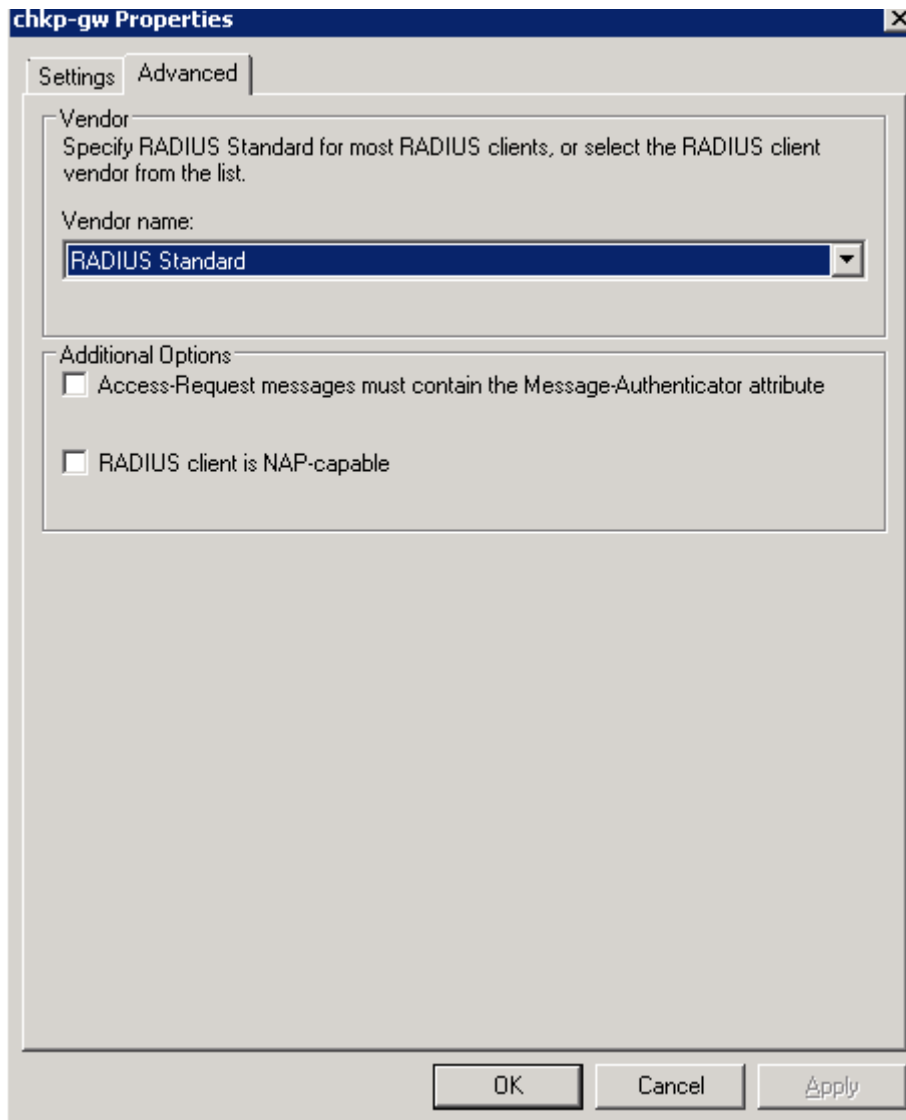 chkp-gw Properties
Settings
Advanced
Vendor
Specify RADIUS Standard for most RADIUS clients, or select the RADIUS client
vendor from the list.
Vendor name:
RADIUS Standard
Additional Options
Access-Request messages must contain the Message-Authenticator attribute
RADIUS client is NAP-capable
OK
Cancel
Apply